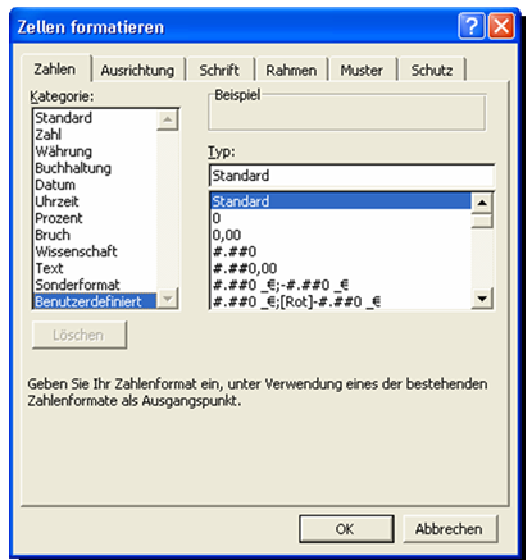 Zellen formatieren
Zahlen Ausrichtung Schrift Rahmen Muster Schutz
Kategorie:
Standard
Zahl
Währung
Buchhaltung
Datum
Uhrzeit
Prozent
Bruch
Wissenschaft
Text
Sonderformat
Benutzerdefiniert
Beispiel
Typ:
Standard
Standard
0
0,00
#.##0
#.##0,00
#.##0 _€;-#.##0 _€
#.##0 _€;[Rot]-#.##0 _€
Löschen
Geben Sie Ihr Zahlenformat ein, unter Verwendung eines der bestehenden
Zahlenformate als Ausgangspunkt.
OK Abbrechen